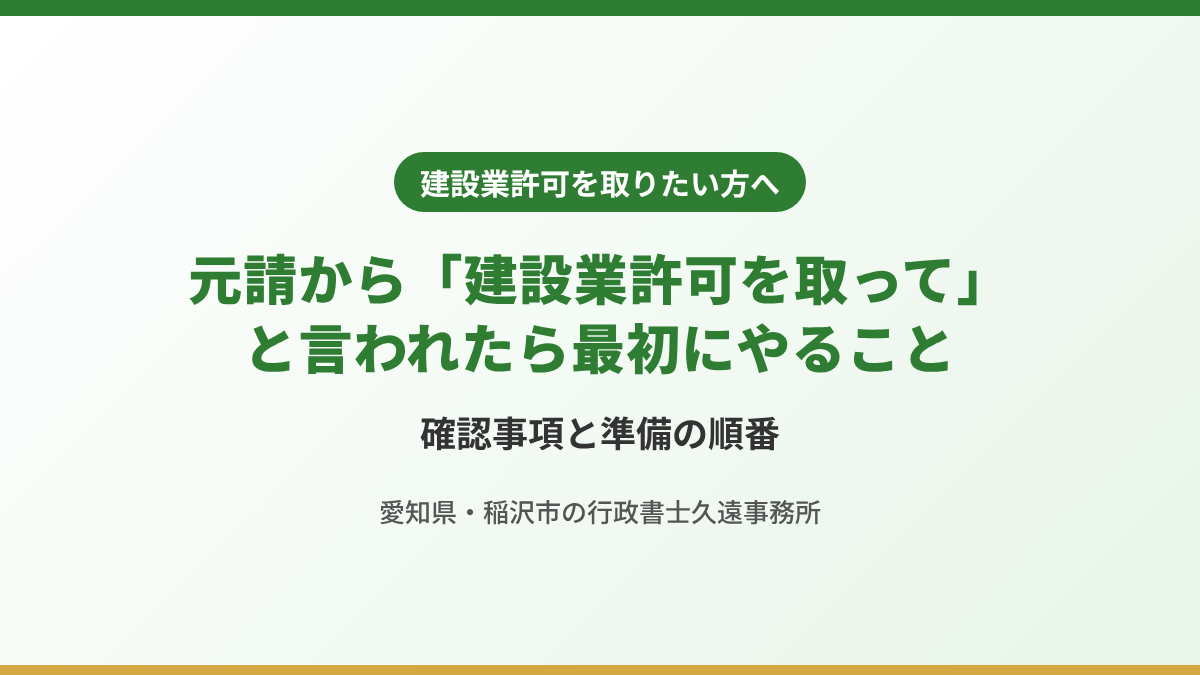 建設業許可を取りたい方へ
元請から「建設業許可を取って」
と言われたら最初にやること
確認事項と準備の順番
愛知県・稲沢市の行政書士久遠事務所